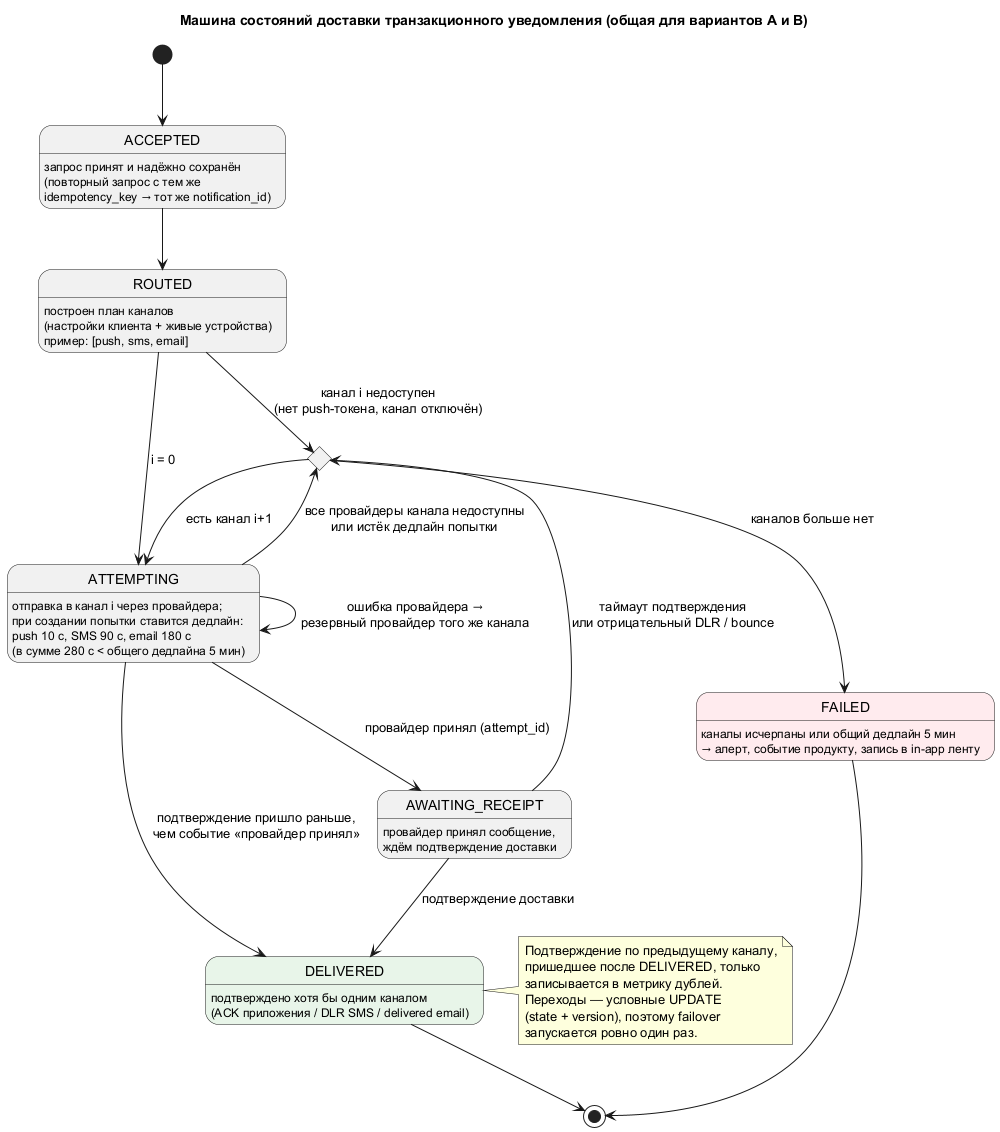 Машина состояний доставки транзакционного уведомления (общая для вариантов A и B)
ACCEPTED
запрос принят и надёжно сохранён
(повторный запрос с тем же
idempotency_key → тот же notification_id)
ROUTED
построен план каналов
(настройки клиента + живые устройства)
пример: [push, sms, email]
канал i недоступен
(нет push-токена, канал отключён)
i = 0
есть канал i+1
все провайдеры канала недоступны
или истёк дедлайн попытки
каналов больше нет
ATTEMPTING
отправка в канал i через провайдера;
при создании попытки ставится дедлайн:
push 10 с, SMS 90 с, email 180 с
(в сумме 280 с < общего дедлайна 5 мин)
ошибка провайдера →
резервный провайдер того же канала
таймаут подтверждения
или отрицательный DLR / bounce
провайдер принял (attempt_id)
FAILED
каналы исчерпаны или общий дедлайн 5 мин
→ алерт, событие продукту, запись в in-app ленту
подтверждение пришло раньше,
чем событие «провайдер принял»
AWAITING_RECEIPT
провайдер принял сообщение,
ждём подтверждение доставки
подтверждение доставки
DELIVERED
подтверждено хотя бы одним каналом
(ACK приложения / DLR SMS / delivered email)
Подтверждение по предыдущему каналу,
пришедшее после DELIVERED, только
записывается в метрику дублей.
Переходы — условные UPDATE
(state + version), поэтому failover
запускается ровно один раз.